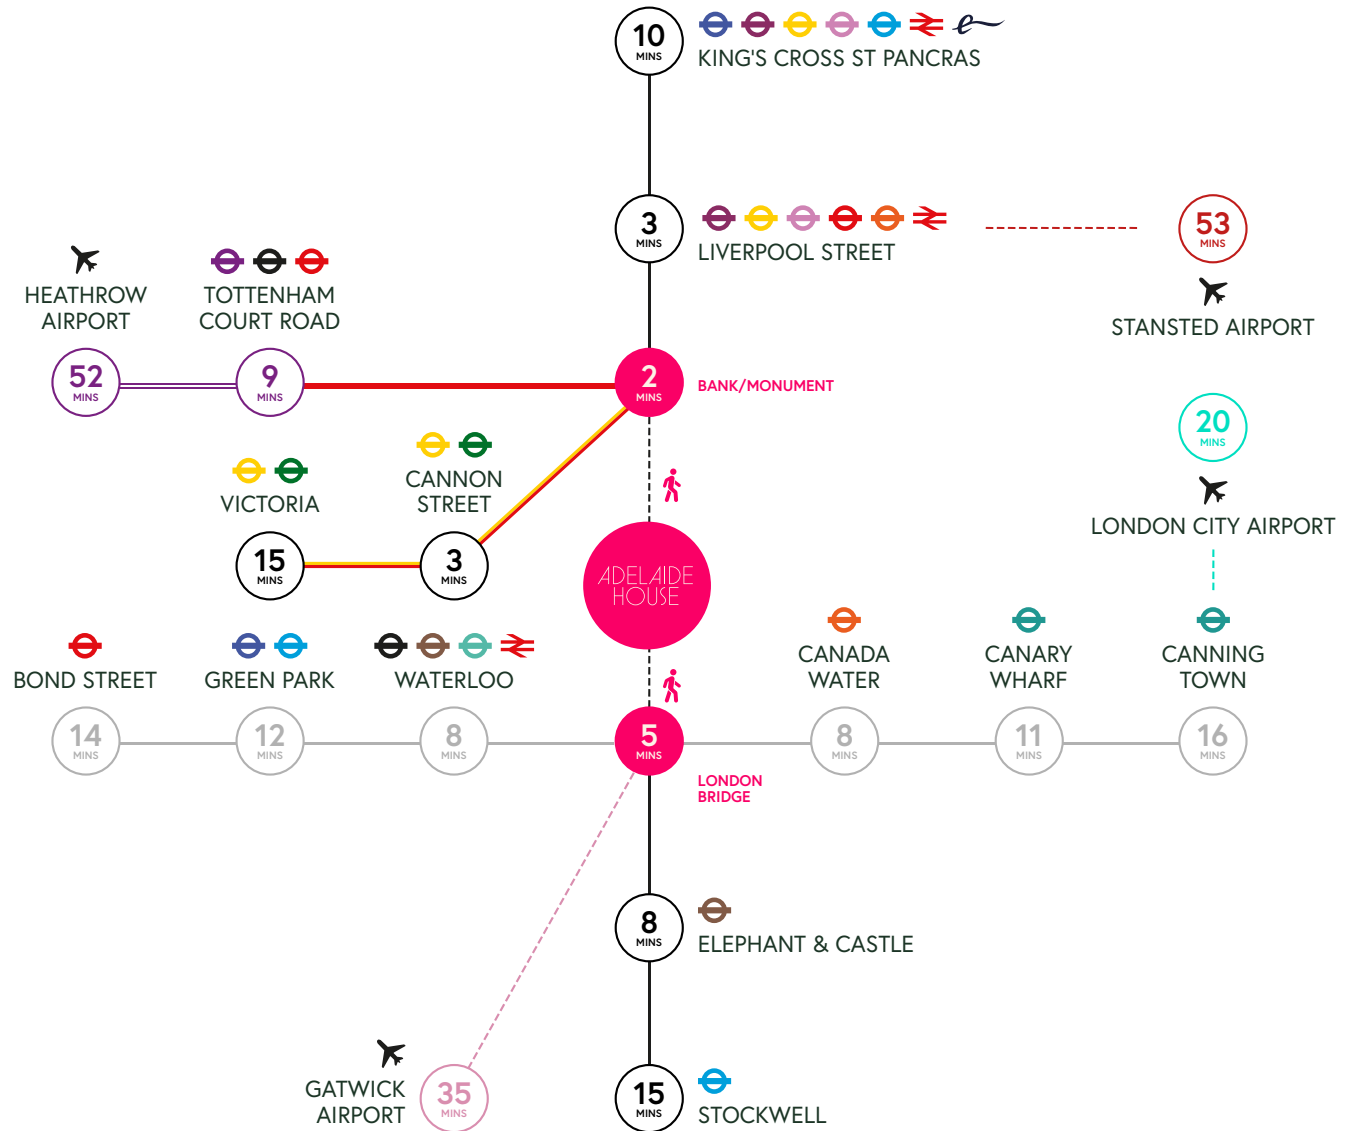 10
MINS
KING'S CROSS ST PANCRAS
3
MINS
LIVERPOOL STREET
53
MINS
STANSTED AIRPORT
HEATHROW
AIRPORT
52
MINS
TOTTENHAM
COURT ROAD
9
MINS
2
MINS
BANK/MONUMENT
20
MINS
LONDON CITY AIRPORT
VICTORIA
15
MINS
CANNON
STREET
3
MINS
ADELAIDE
HOUSE
BOND STREET
14
MINS
GREEN PARK
12
MINS
WATERLOO
8
MINS
5
MINS
LONDON
BRIDGE
CANADA
WATER
8
MINS
CANARY
WHARF
11
MINS
CANNING
TOWN
16
MINS
8
MINS
ELEPHANT & CASTLE
GATWICK
AIRPORT
35
MINS
15
MINS
STOCKWELL